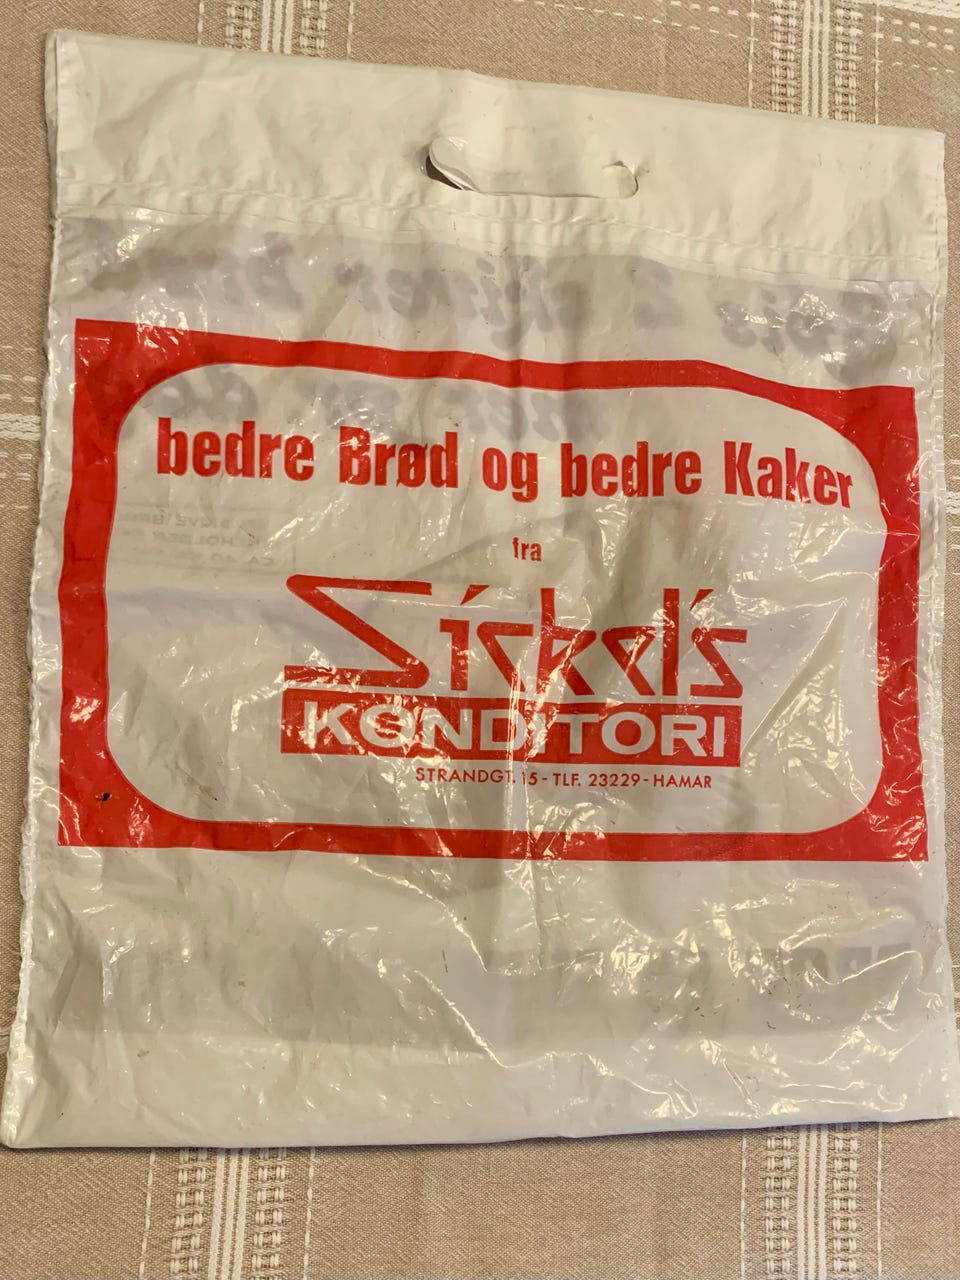 bedre Brød og bedre Kaker
fra
Sickel's
KONDITORI
STRANDGT. 15 - TLF. 23229 - HAMAR